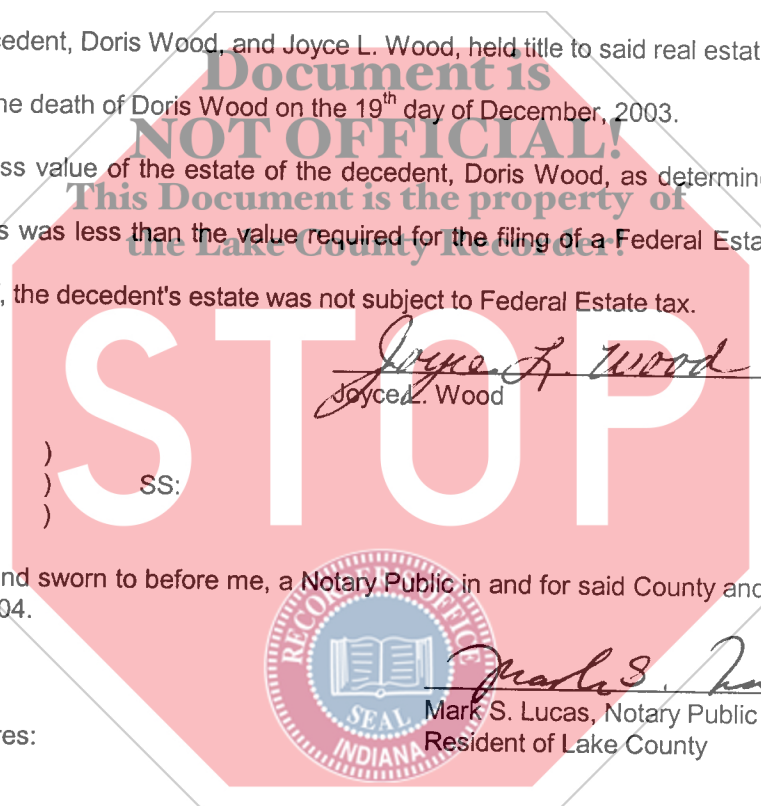 cedent, Doris Wood, and Joyce L. Wood, held title to said real estat
Document is
ne death of Doris Wood on the 19th day of December, 2003.
NOT OFFICIAL!
ss value of the estate of the decedent, Doris Wood, as determin
This Document is the property of
s was less than the value required for the filing of a Federal Esta
the Lake County Recorder!
, the decedent's estate was not subject to Federal Estate tax.
Joyce L. Wood
Joyce L. Wood
STOP
)
) SS:
)
nd sworn to before me, a Notary Public in and for said County and
04.
RECORDER'S OFFICE
SEAL
INDIANA
Mark S.
Mark S. Lucas, Notary Public
res:
Resident of Lake County